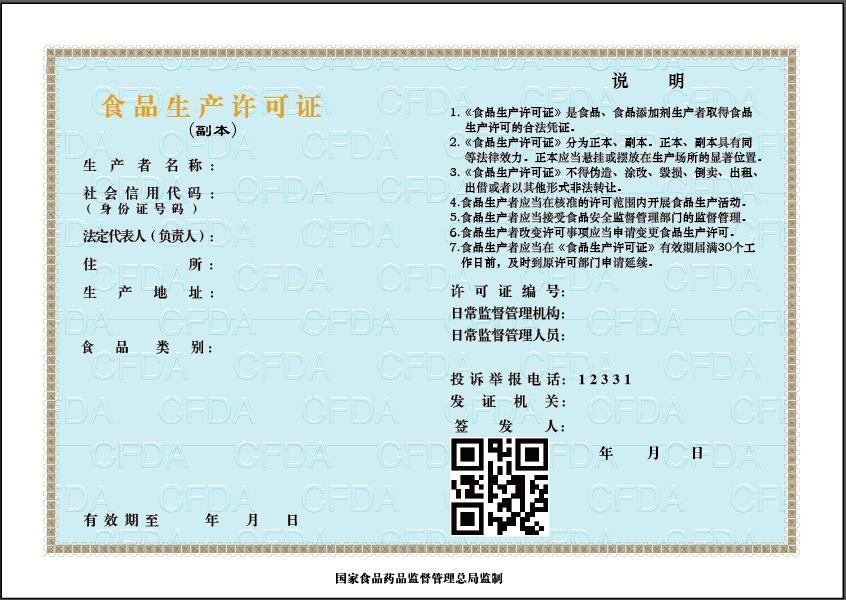 食品生产许可证
（副本）
生产者名称：
社会信用代码：
（身份证号码）
法定代表人（负责人）：
住所：
生产地址：
食品类别：
有效期至 年 月 日
说 明
1.《食品生产许可证》是食品、食品添加剂生产者取得食品
生产许可的合法凭证。
2.《食品生产许可证》分为正本、副本。正本、副本具有同
等法律效力。正本应当悬挂或摆放在生产场所的显著位置。
3.《食品生产许可证》不得伪造、涂改、毁损、倒卖、出租、
出借或者以其他形式非法转让。
4.食品生产者应当在核准的许可范围内开展食品生产活动。
5.食品生产者应当接受食品安全监督管理部门的监督管理。
6.食品生产者改变许可事项应当申请变更食品生产许可。
7.食品生产者应当在《食品生产许可证》有效期届满30个工
作日前，及时到原许可部门申请延续。
许可证编号：
日常监督管理机构：
日常监督管理人员：
投诉举报电话：12331
发证机关：
签发人：
年 月 日
国家食品药品监督管理总局监制